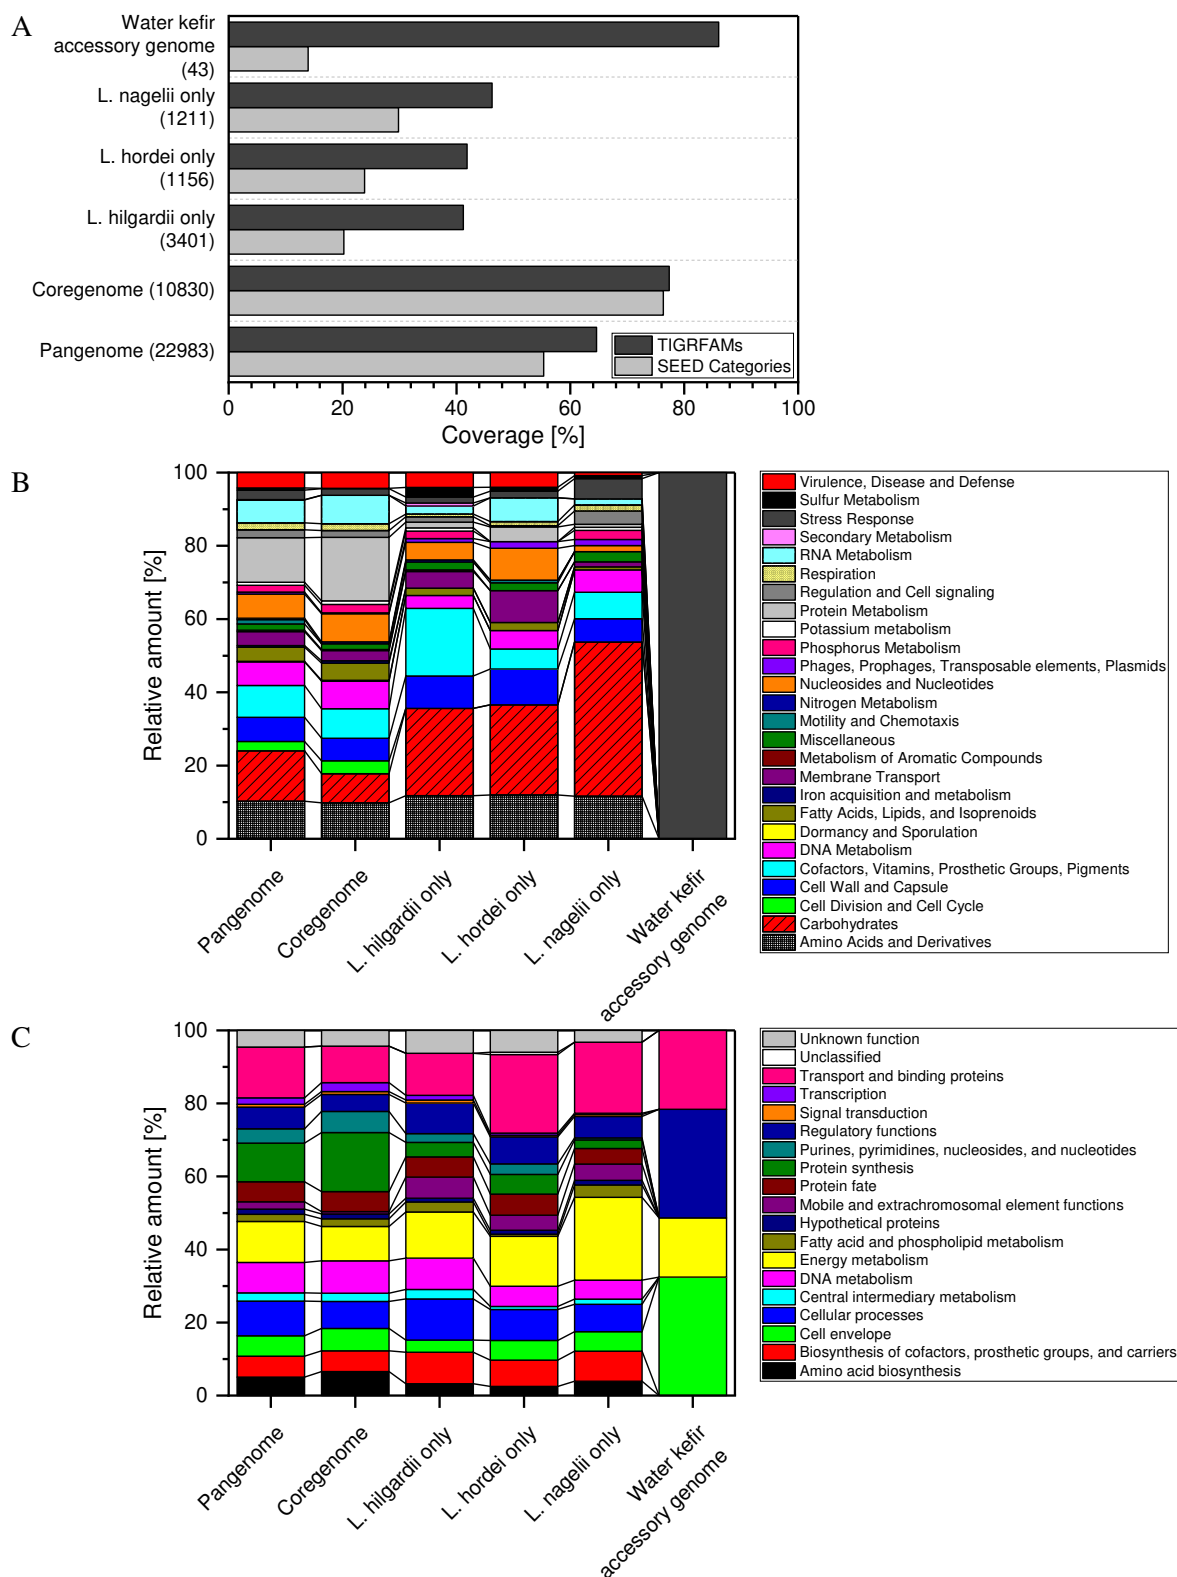 A
Water kefir
accessory genome
(43)
L. nagelii only
(1211)
L. hordei only
(1156)
L. hilgardii only
(3401)
Coregenome (10830)
Pangenome (22983)
TIGRFAMs
SEED Categories
0 20 40 60 80 100
Coverage [%]
B
Relative amount [%]
100
80
60
40
20
0
Pangenome
Coregenome
L. hilgardii only
L. hordei only
L. nagelii only
Water kefir
accessory genome
Virulence, Disease and Defense
Sulfur Metabolism
Stress Response
Secondary Metabolism
RNA Metabolism
Respiration
Regulation and Cell signaling
Protein Metabolism
Potassium metabolism
Phosphorus Metabolism
Phages, Prophages, Transposable elements, Plasmids
Nucleosides and Nucleotides
Nitrogen Metabolism
Motility and Chemotaxis
Miscellaneous
Metabolism of Aromatic Compounds
Membrane Transport
Iron acquisition and metabolism
Fatty Acids, Lipids, and Isoprenoids
Dormancy and Sporulation
DNA Metabolism
Cofactors, Vitamins, Prosthetic Groups, Pigments
Cell Wall and Capsule
Cell Division and Cell Cycle
Carbohydrates
Amino Acids and Derivatives
C
Relative amount [%]
100
80
60
40
20
0
Pangenome
Coregenome
L. hilgardii only
L. hordei only
L. nagelii only
Water kefir
accessory genome
Unknown function
Unclassified
Transport and binding proteins
Transcription
Signal transduction
Regulatory functions
Purines, pyrimidines, nucleosides, and nucleotides
Protein synthesis
Protein fate
Mobile and extrachromosomal element functions
Hypothetical proteins
Fatty acid and phospholipid metabolism
Energy metabolism
DNA metabolism
Central intermediary metabolism
Cellular processes
Cell envelope
Biosynthesis of cofactors, prosthetic groups, and carriers
Amino acid biosynthesis